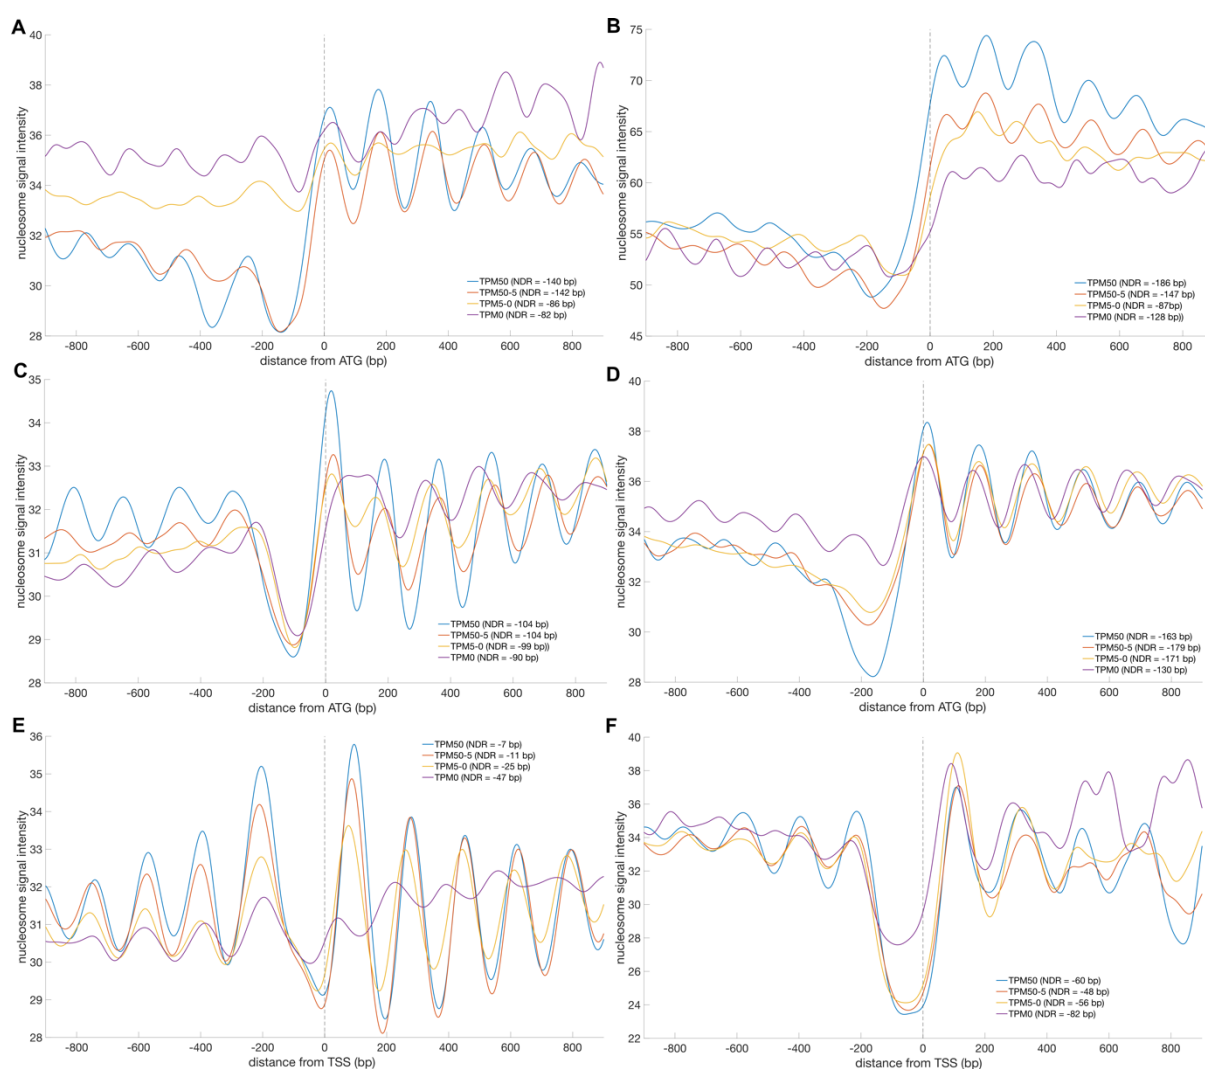 A
nucleosome signal intensity
40
38
36
34
32
30
28
-800 -600 -400 -200 0 200 400 600 800
distance from ATG (bp)
TPM50 (NDR = -140 bp)
TPM50-5 (NDR = -142 bp)
TPM5-0 (NDR = -86 bp)
TPM0 (NDR = -82 bp)
B
nucleosome signal intensity
75
70
65
60
55
50
45
-800 -600 -400 -200 0 200 400 600 800
distance from ATG (bp)
TPM50 (NDR = -186 bp)
TPM50-5 (NDR = -147 bp)
TPM5-0 (NDR = -87bp)
TPM0 (NDR = -128 bp))
C
nucleosome signal intensity
35
34
33
32
31
30
29
28
-800 -600 -400 -200 0 200 400 600 800
distance from ATG (bp)
TPM50 (NDR = -104 bp)
TPM50-5 (NDR = -104 bp)
TPM5-0 (NDR = -99 bp))
TPM0 (NDR = -90 bp)
D
nucleosome signal intensity
40
38
36
34
32
30
28
-800 -600 -400 -200 0 200 400 600 800
distance from ATG (bp)
TPM50 (NDR = -163 bp)
TPM50-5 (NDR = -179 bp)
TPM5-0 (NDR = -171 bp)
TPM0 (NDR = -130 bp)
E
nucleosome signal intensity
36
35
34
33
32
31
30
29
28
-800 -600 -400 -200 0 200 400 600 800
distance from TSS (bp)
TPM50 (NDR = -7 bp)
TPM50-5 (NDR = -11 bp)
TPM5-0 (NDR = -25 bp)
TPM0 (NDR = -47 bp)
F
nucleosome signal intensity
40
38
36
34
32
30
28
26
24
22
-800 -600 -400 -200 0 200 400 600 800
distance from TSS (bp)
TPM50 (NDR = -60 bp)
TPM50-5 (NDR = -48 bp)
TPM5-0 (NDR = -56 bp)
TPM0 (NDR = -82 bp)